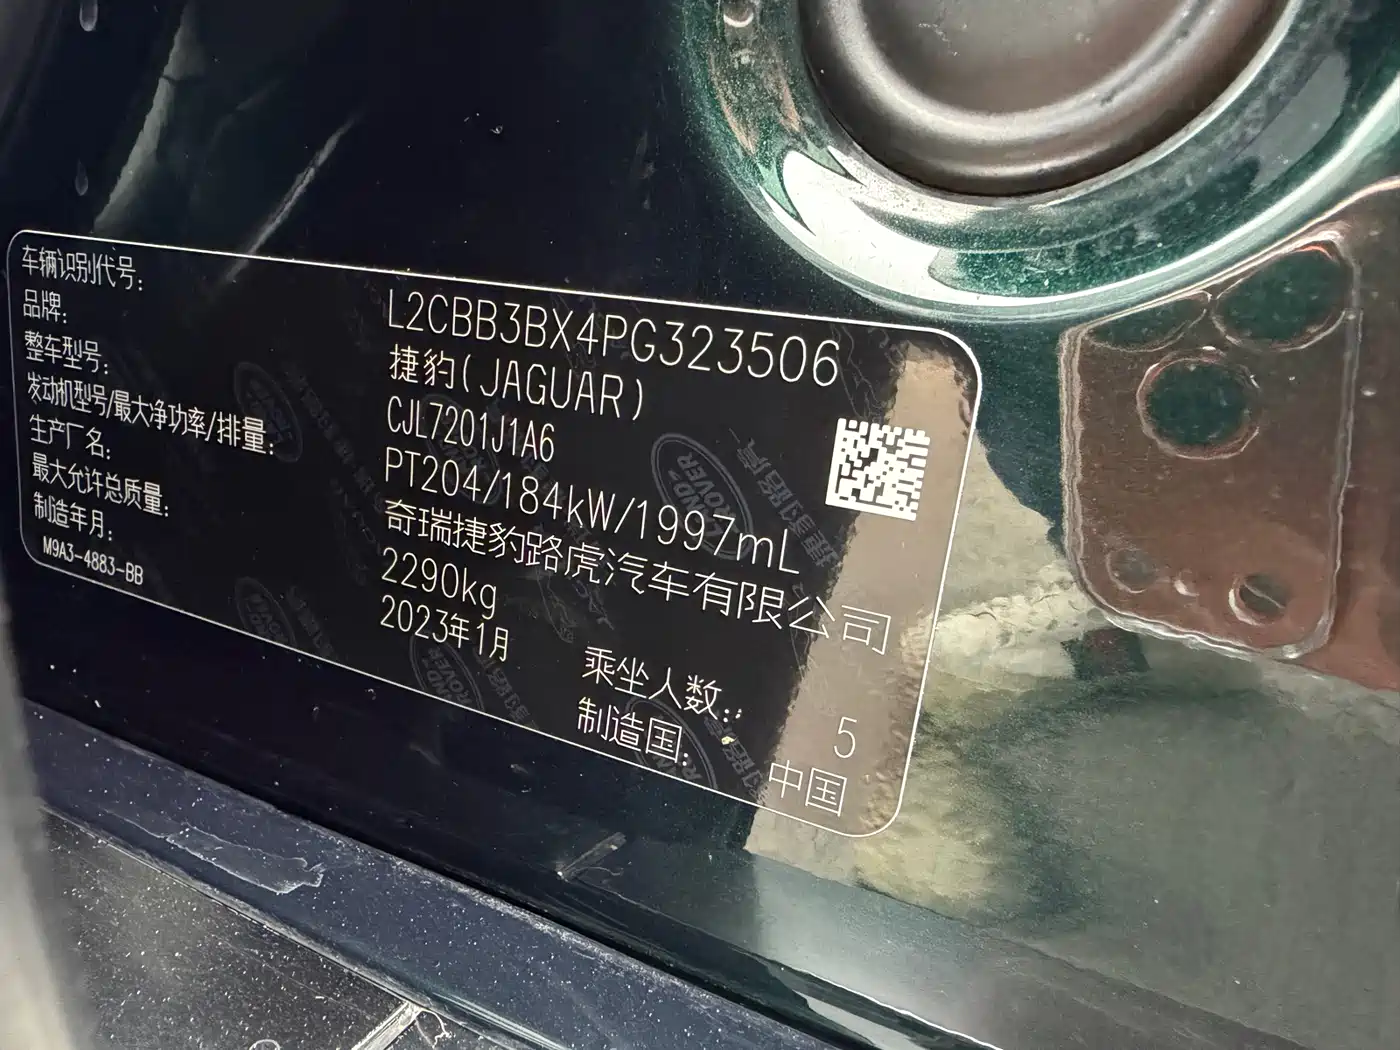 车辆识别代号: L2CBB3BX4PG323506
品牌: 捷豹(JAGUAR)
整车型号: CJL7201J1A6
发动机型号/最大净功率/排量: PT204/184kW/1997mL
生产厂名: 奇瑞捷豹路虎汽车有限公司
最大允许总质量: 2290kg
制造年月: 2023年1月
乘坐人数: 5
制造国: 中国
M9A3-4883-BB